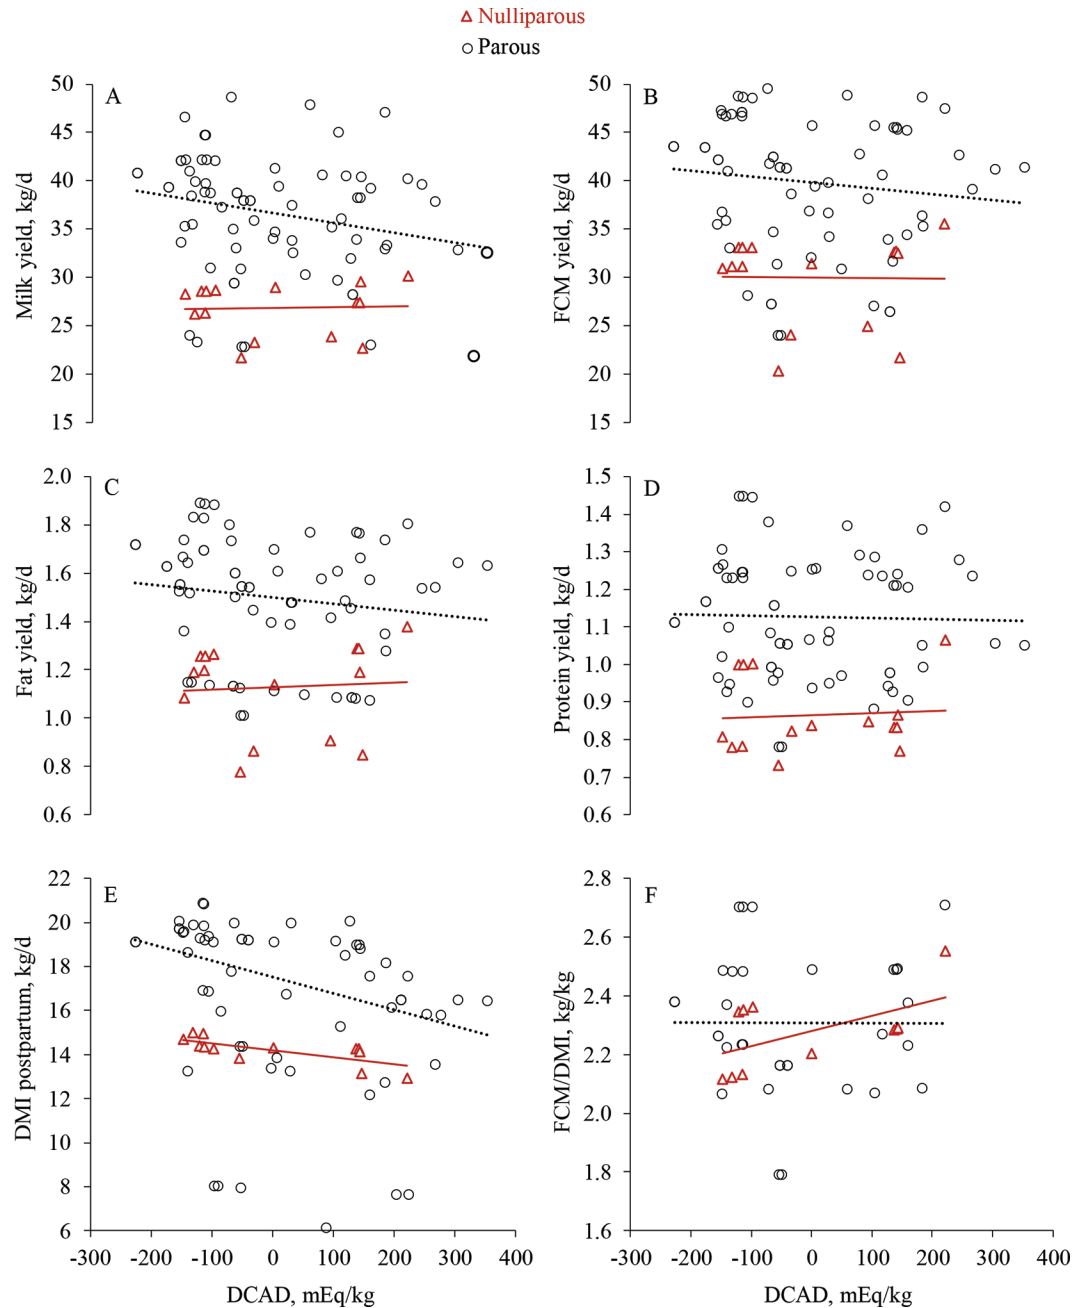 Nulliparous
Parous
A
50
45
40
35
30
25
20
15
Milk yield, kg/d
B
50
45
40
35
30
25
20
15
FCM yield, kg/d
C
2.0
1.8
1.6
1.4
1.2
1.0
0.8
0.6
Fat yield, kg/d
D
1.5
1.4
1.3
1.2
1.1
1.0
0.9
0.8
0.7
0.6
Protein yield, kg/d
E
22
20
18
16
14
12
10
8
6
DMI postpartum, kg/d
-300 -200 -100 0 100 200 300 400
DCAD, mEq/kg
F
2.8
2.6
2.4
2.2
2.0
1.8
1.6
FCM/DMI, kg/kg
-300 -200 -100 0 100 200 300 400
DCAD, mEq/kg